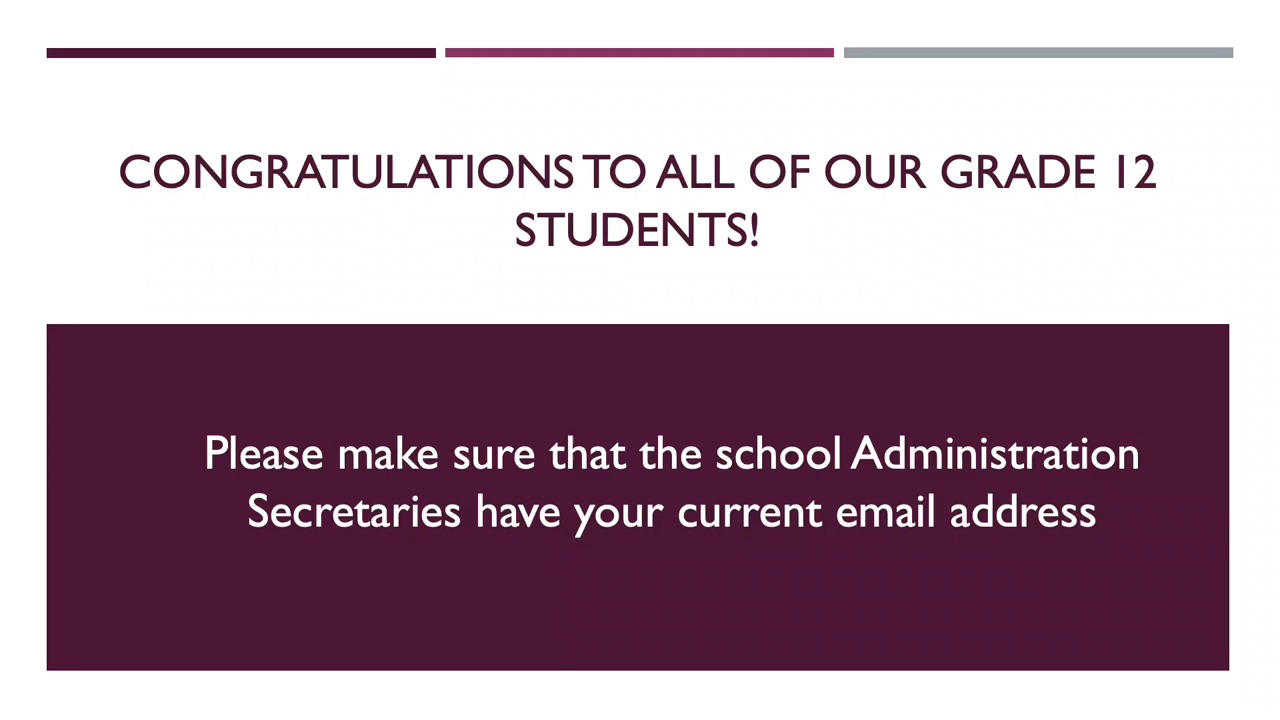 CONGRATULATIONS TO ALL OF OUR GRADE 12
STUDENTS!
Please make sure that the school Administration
Secretaries have your current email address